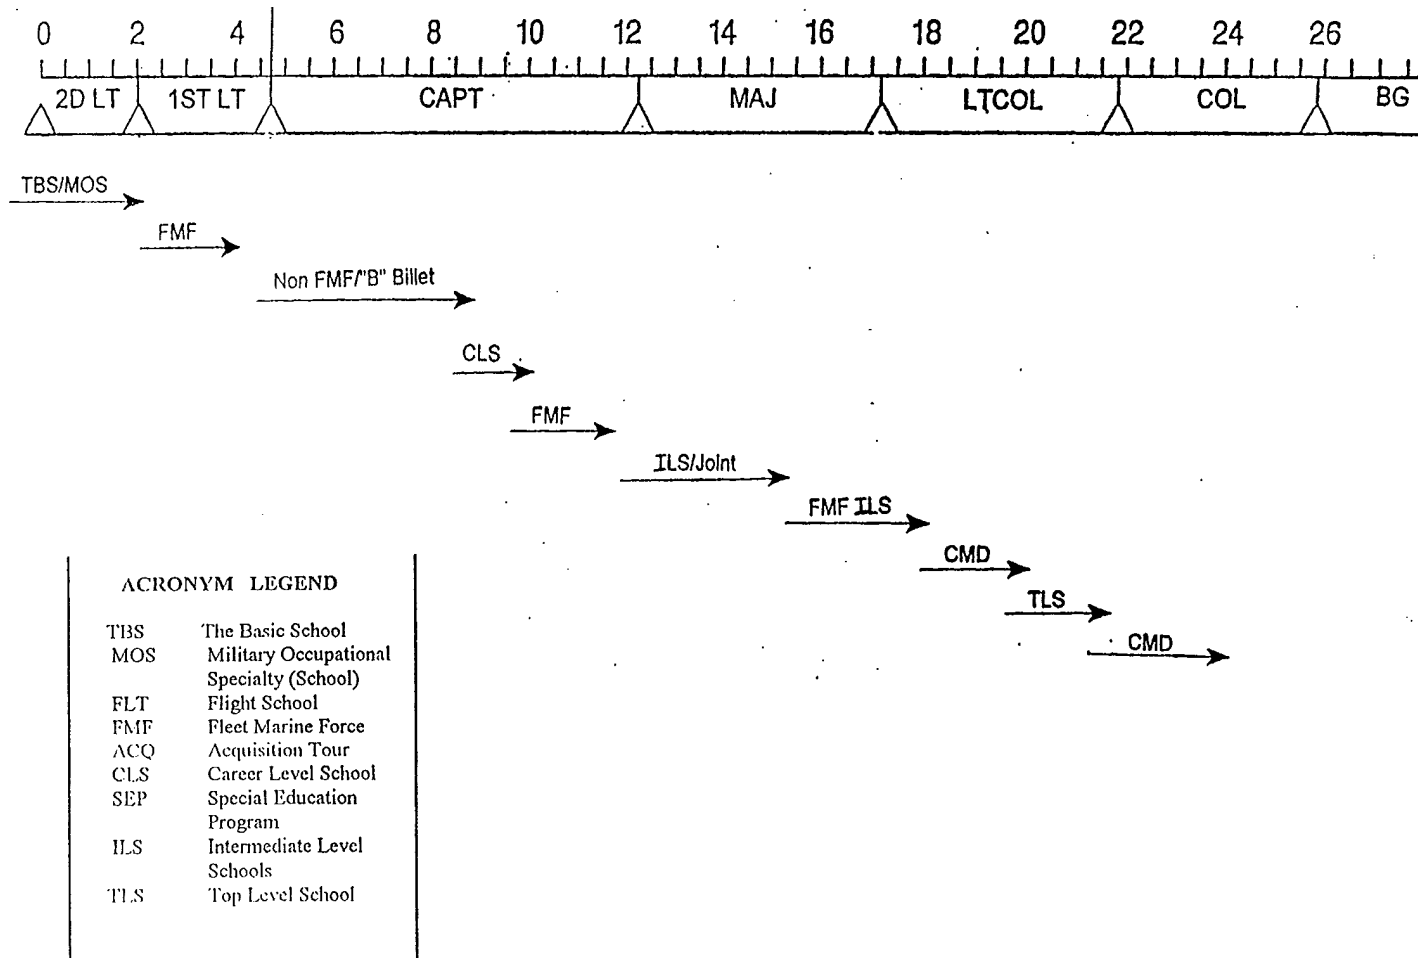 0 2 4 6 8 10 12 14 16 18 20 22 24 26
2D LT 1ST LT CAPT MAJ LTCOL COL BG
TBS/MOS
FMF
Non FMF/"B" Billet
CLS
FMF
ILS/Joint
FMF ILS
CMD
TLS
CMD
ACRONYM LEGEND
TBS The Basic School
MOS Military Occupational
Specialty (School)
FLT Flight School
FMF Fleet Marine Force
ACQ Acquisition Tour
CLS Career Level School
SEP Special Education
Program
ILS Intermediate Level
Schools
TLS Top Level School